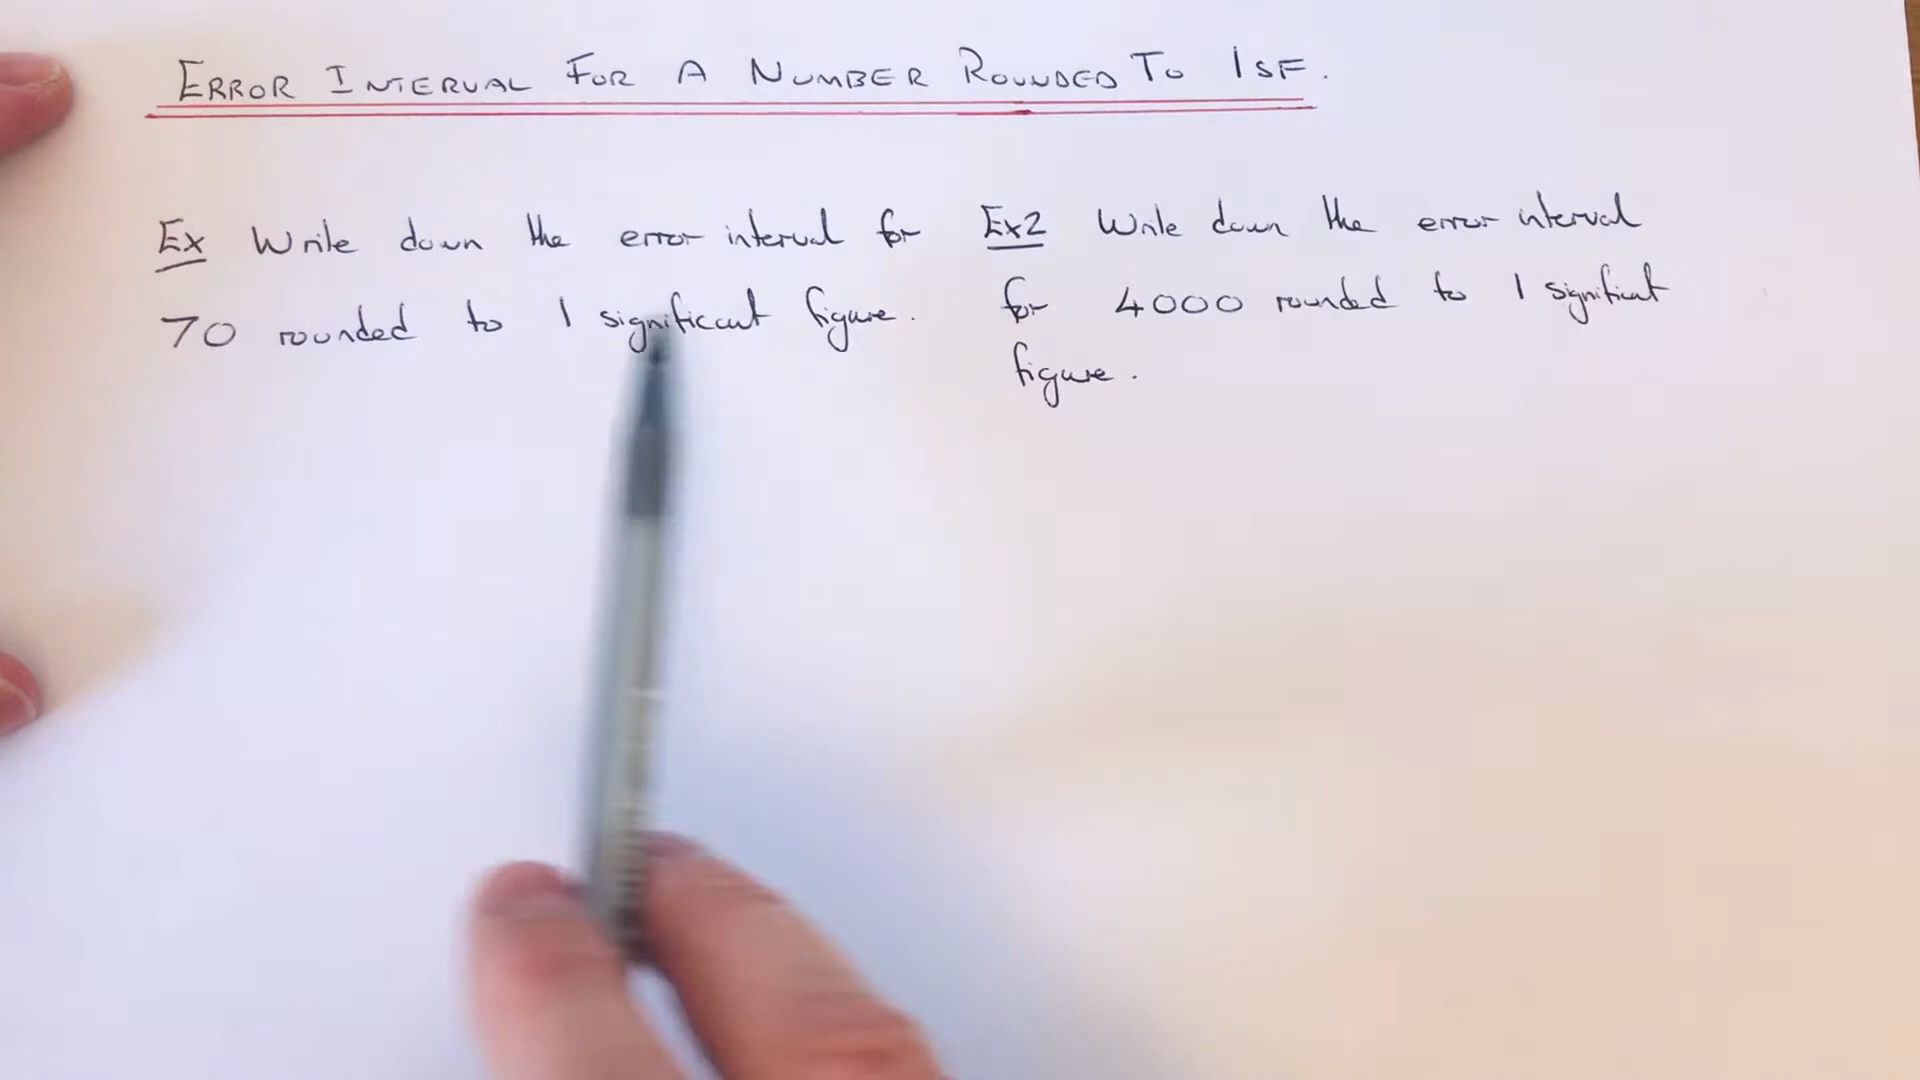 ERROR INTERVAL FOR A NUMBER ROUNDED TO 1SF.
Ex Write down the error interval for
70 rounded to 1 significant figure.
Ex2 Write down the error interval
for 4000 rounded to 1 significant
figure.